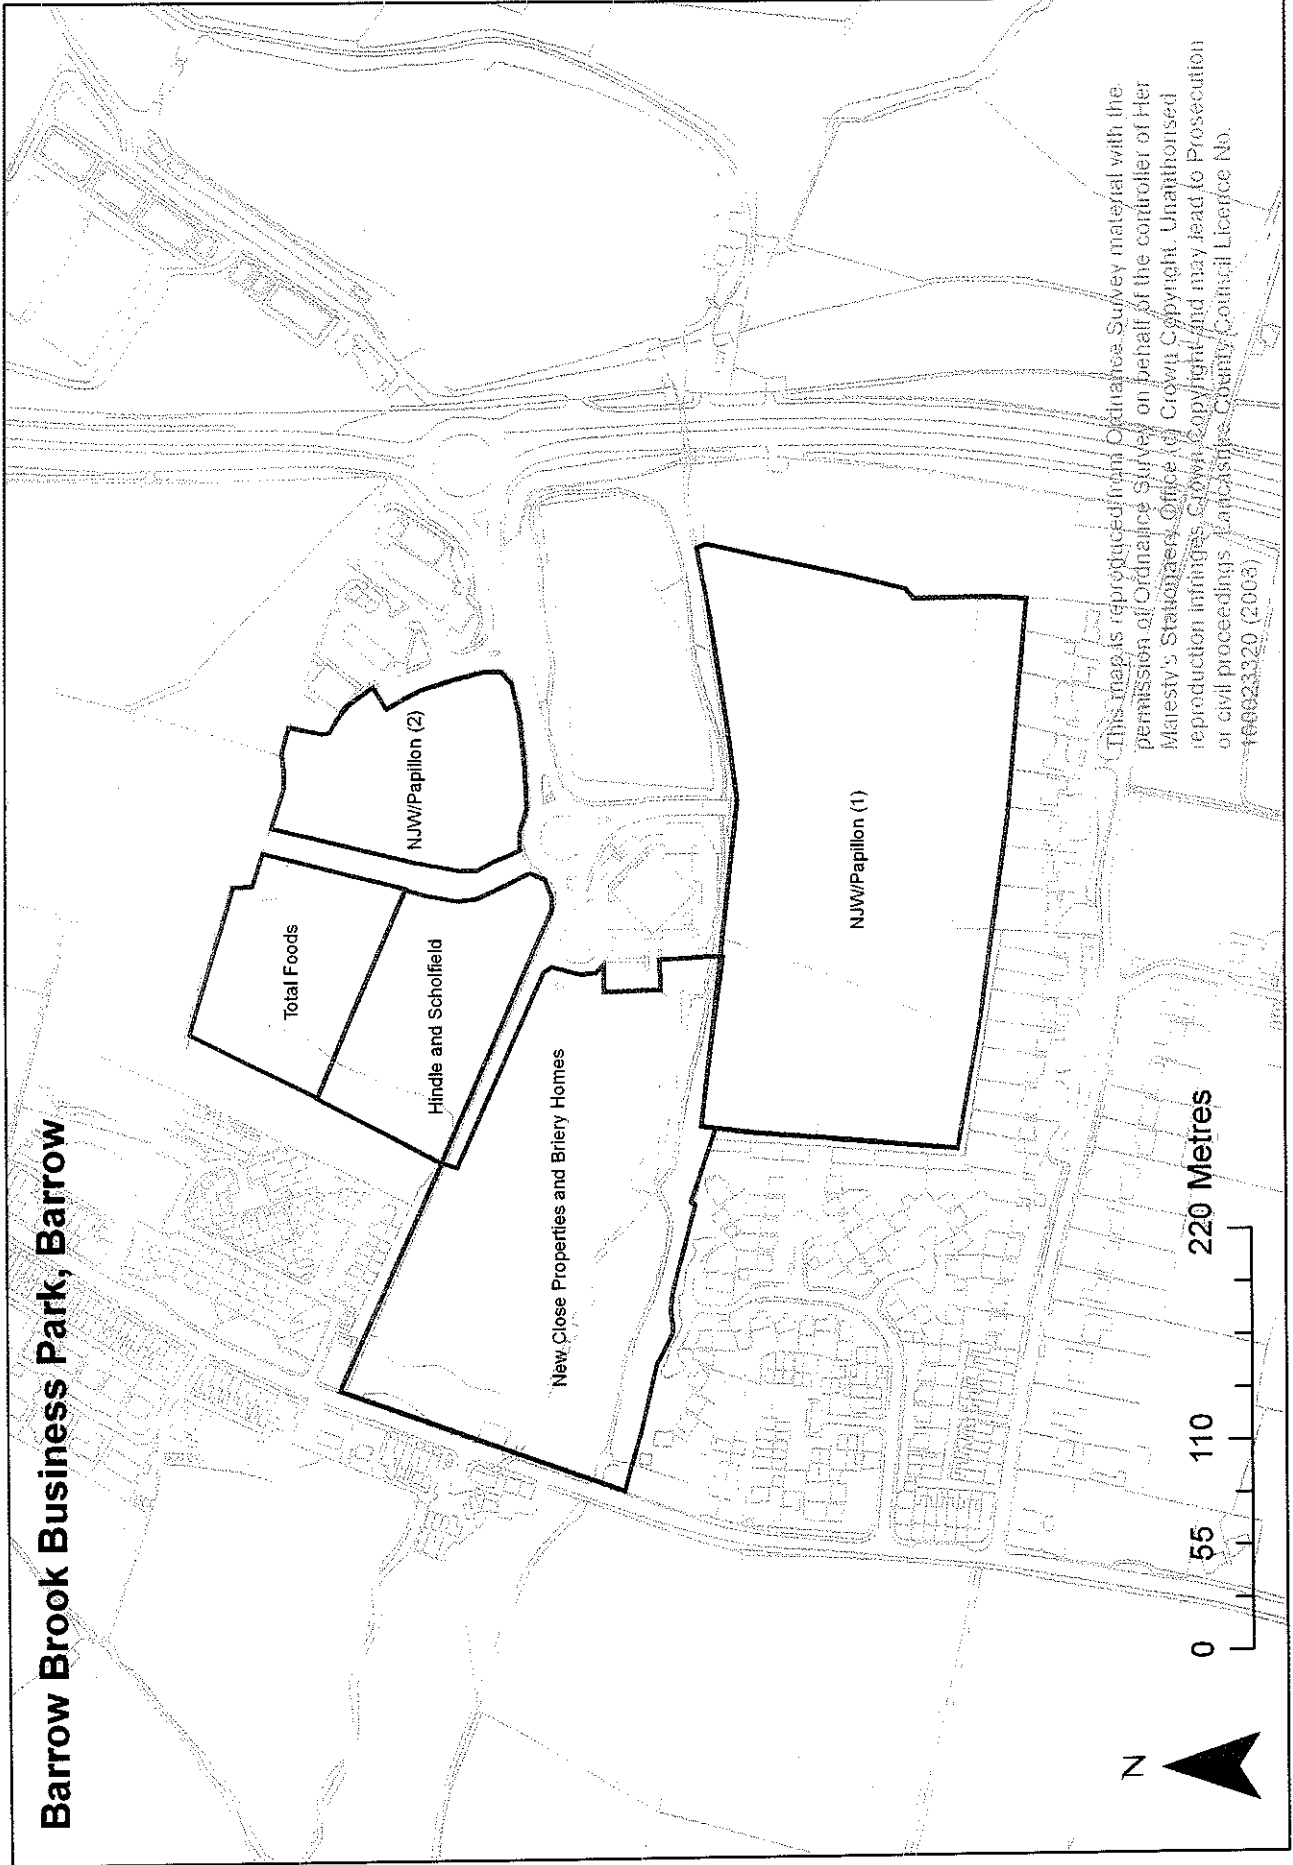 Barrow Brook Business Park, Barrow
Total Foods
NJW/Papillon (2)
Hindle and Scholfield
New Close Properties and Briery Homes
NJW/Papillon (1)
N
0 55 110 220 Metres
This map is reproduced from Ordnance Survey material with the
permission of Ordnance Survey on behalf of the controller of Her
Majesty's Stationaery Office (c) Crown Copyright. Unauthorised
reproduction infringes Crown Copyright and may lead to Prosecution
or civil proceedings. Lancashire County Council Licence No.
100023320 (2008)